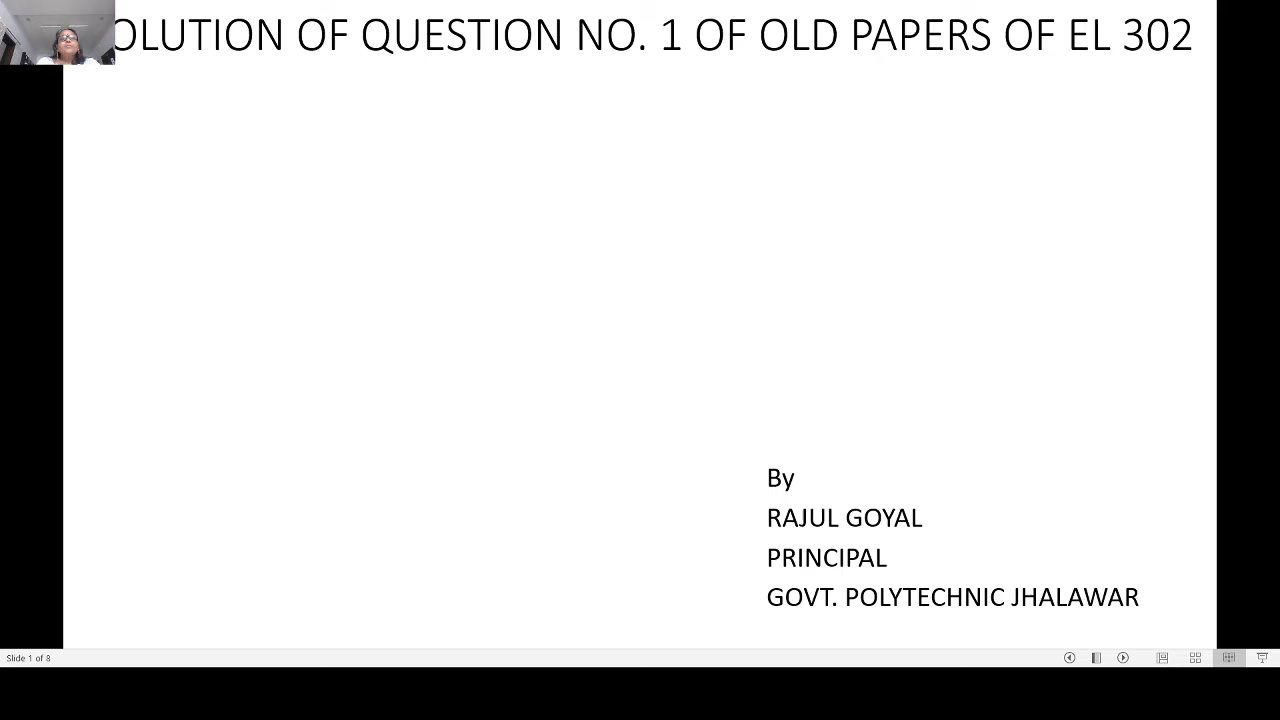 OLUTION OF QUESTION NO. 1 OF OLD PAPERS OF EL 302
By
RAJUL GOYAL
PRINCIPAL
GOVT. POLYTECHNIC JHALAWAR
Slide 1 of 8